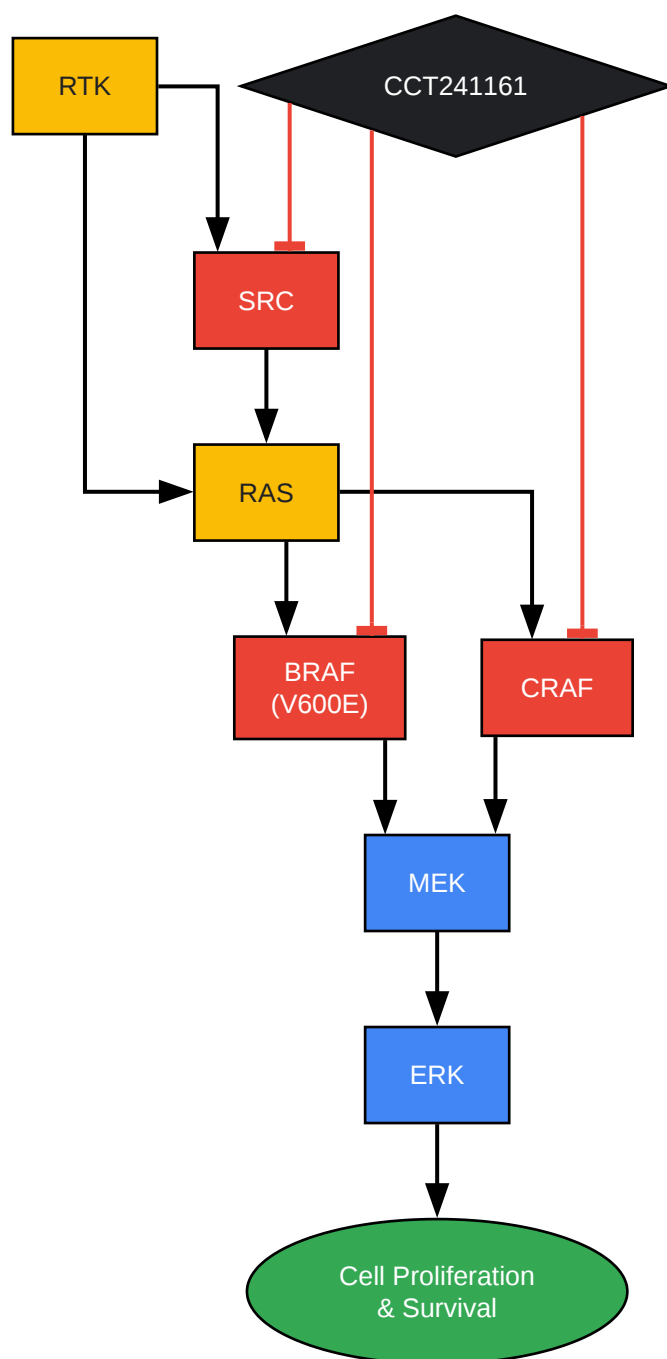 RTK
CCT241161
SRC
RAS
BRAF
(V600E)
CRAF
MEK
ERK
Cell Proliferation
& Survival